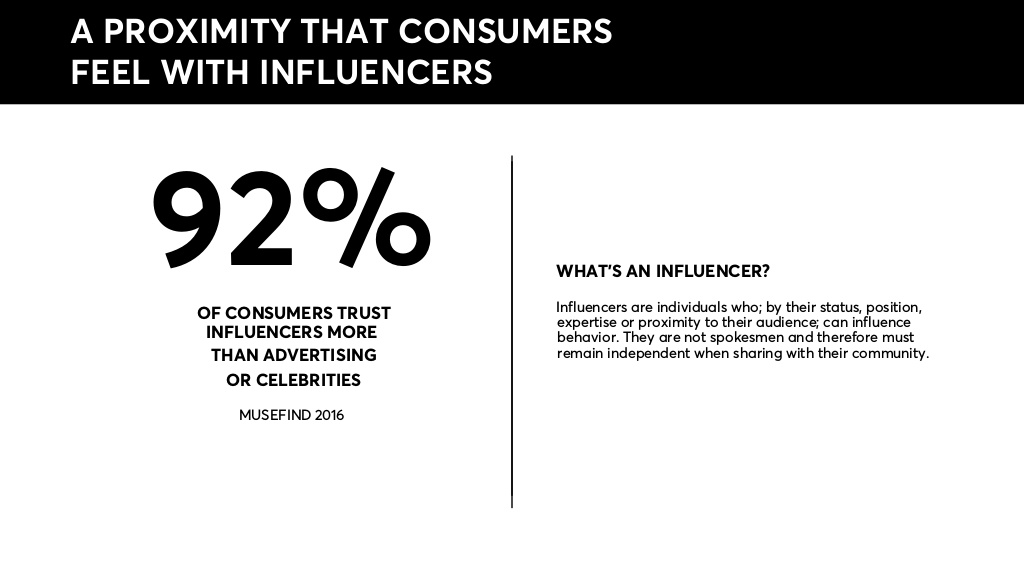 A PROXIMITY THAT CONSUMERS
FEEL WITH INFLUENCERS
92%
OF CONSUMERS TRUST
INFLUENCERS MORE
THAN ADVERTISING
OR CELEBRITIES
MUSEFIND 2016
WHAT'S AN INFLUENCER?
Influencers are individuals who; by their status, position,
expertise or proximity to their audience; can influence
behavior. They are not spokesmen and therefore must
remain independent when sharing with their community.